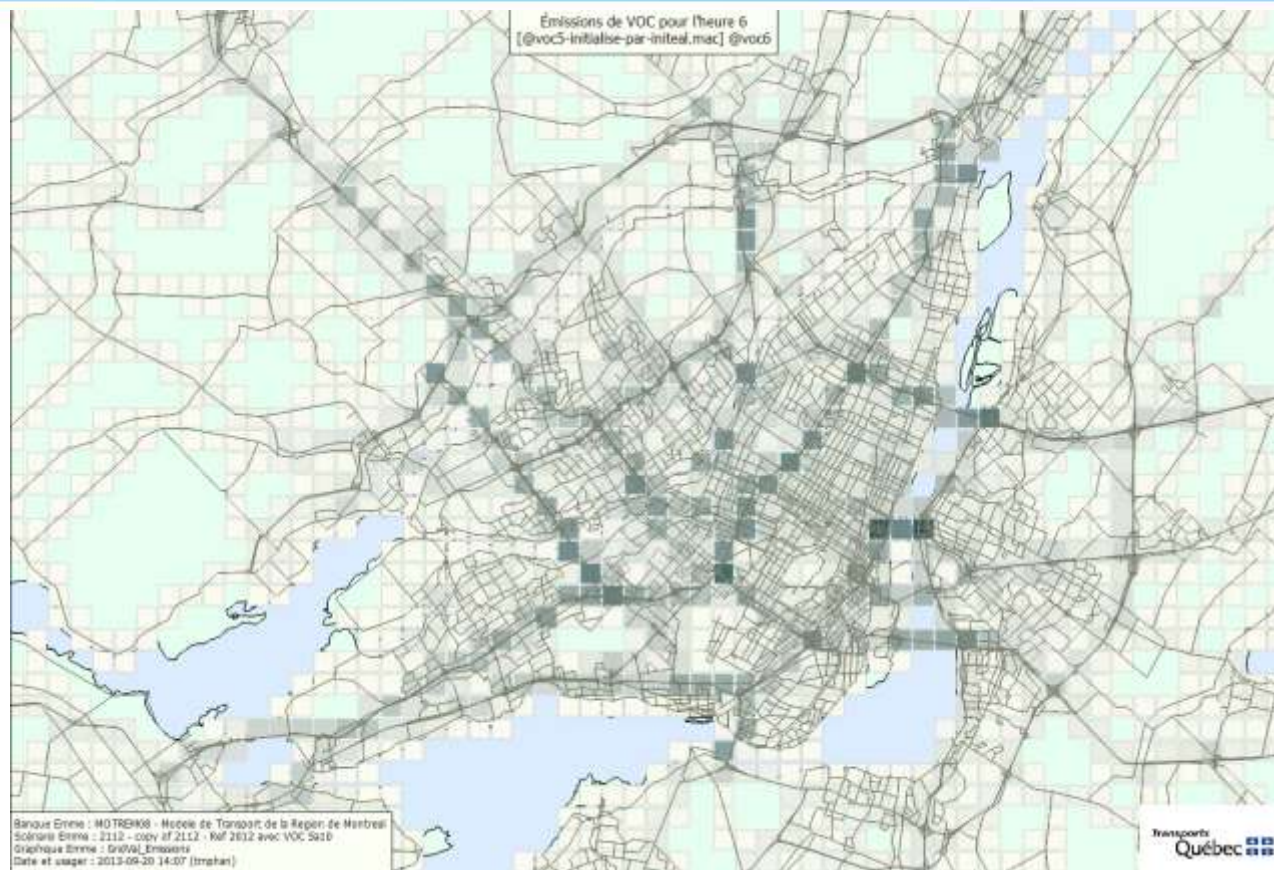 Émissions de VOC pour l'heure 6
[@voc5-initialise-par-initeal.mac] @voc6
Banque Emme : MOTREM08 - Modele de Transport de la Region de Montreal
Scénario Emme : 2112 - copy of 2112 - Ref 2012 avec VOC
Graphique Emme : GridVal_Emissions
Date et usager : 2013-09-20 14:07 (tmphan)
Transports
Québec